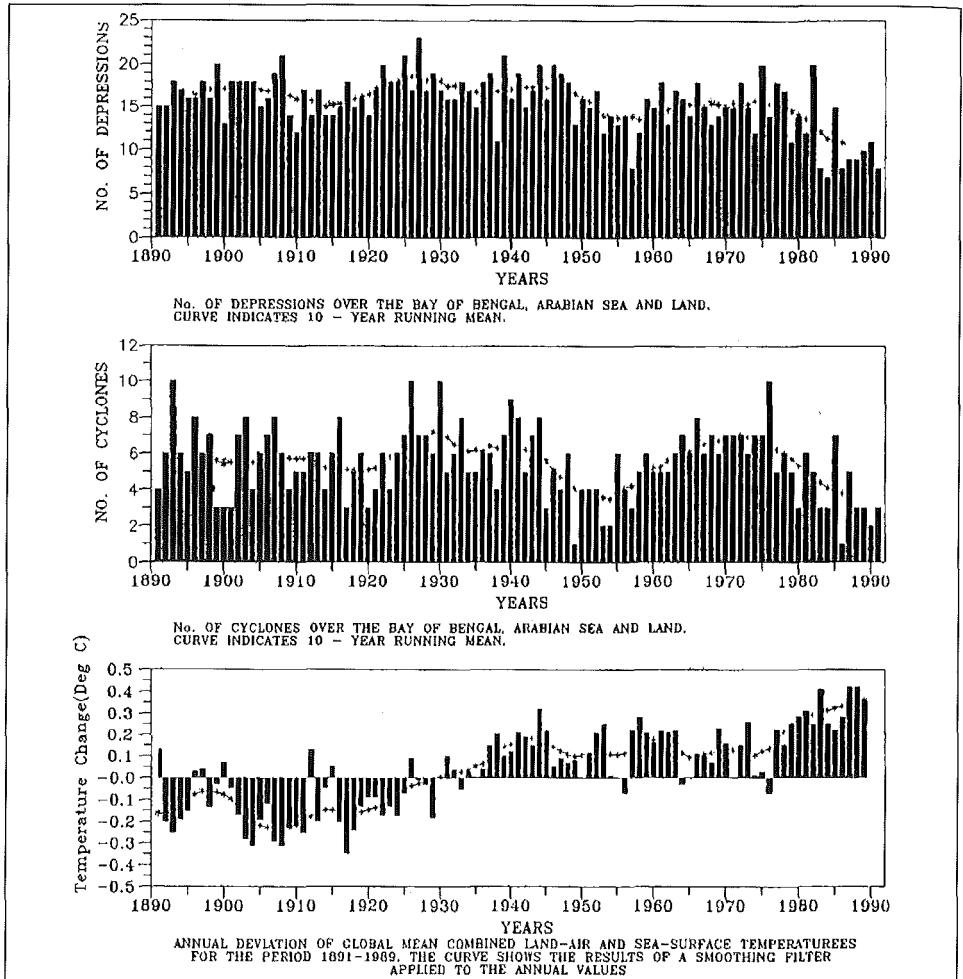 25
20
15
10
5
0
NO. OF DEPRESSIONS
1890 1900 1910 1920 1930 1940 1950 1960 1970 1980 1990
YEARS
No. OF DEPRESSIONS OVER THE BAY OF BENGAL, ARABIAN SEA AND LAND.
CURVE INDICATES 10 - YEAR RUNNING MEAN.
12
10
8
6
4
2
0
NO. OF CYCLONES
1890 1900 1910 1920 1930 1940 1950 1960 1970 1980 1990
YEARS
No. OF CYCLONES OVER THE BAY OF BENGAL, ARABIAN SEA AND LAND.
CURVE INDICATES 10 - YEAR RUNNING MEAN.
0.5
0.4
0.3
0.2
0.1
-0.0
-0.1
-0.2
-0.3
-0.4
-0.5
Temperature Change(Deg C)
1890 1900 1910 1920 1930 1940 1950 1960 1970 1980 1990
YEARS
ANNUAL DEVIATION OF GLOBAL MEAN COMBINED LAND-AIR AND SEA-SURFACE TEMPERATUREES
FOR THE PERIOD 1891-1989. THE CURVE SHOWS THE RESULTS OF A SMOOTHING FILTER
APPLIED TO THE ANNUAL VALUES